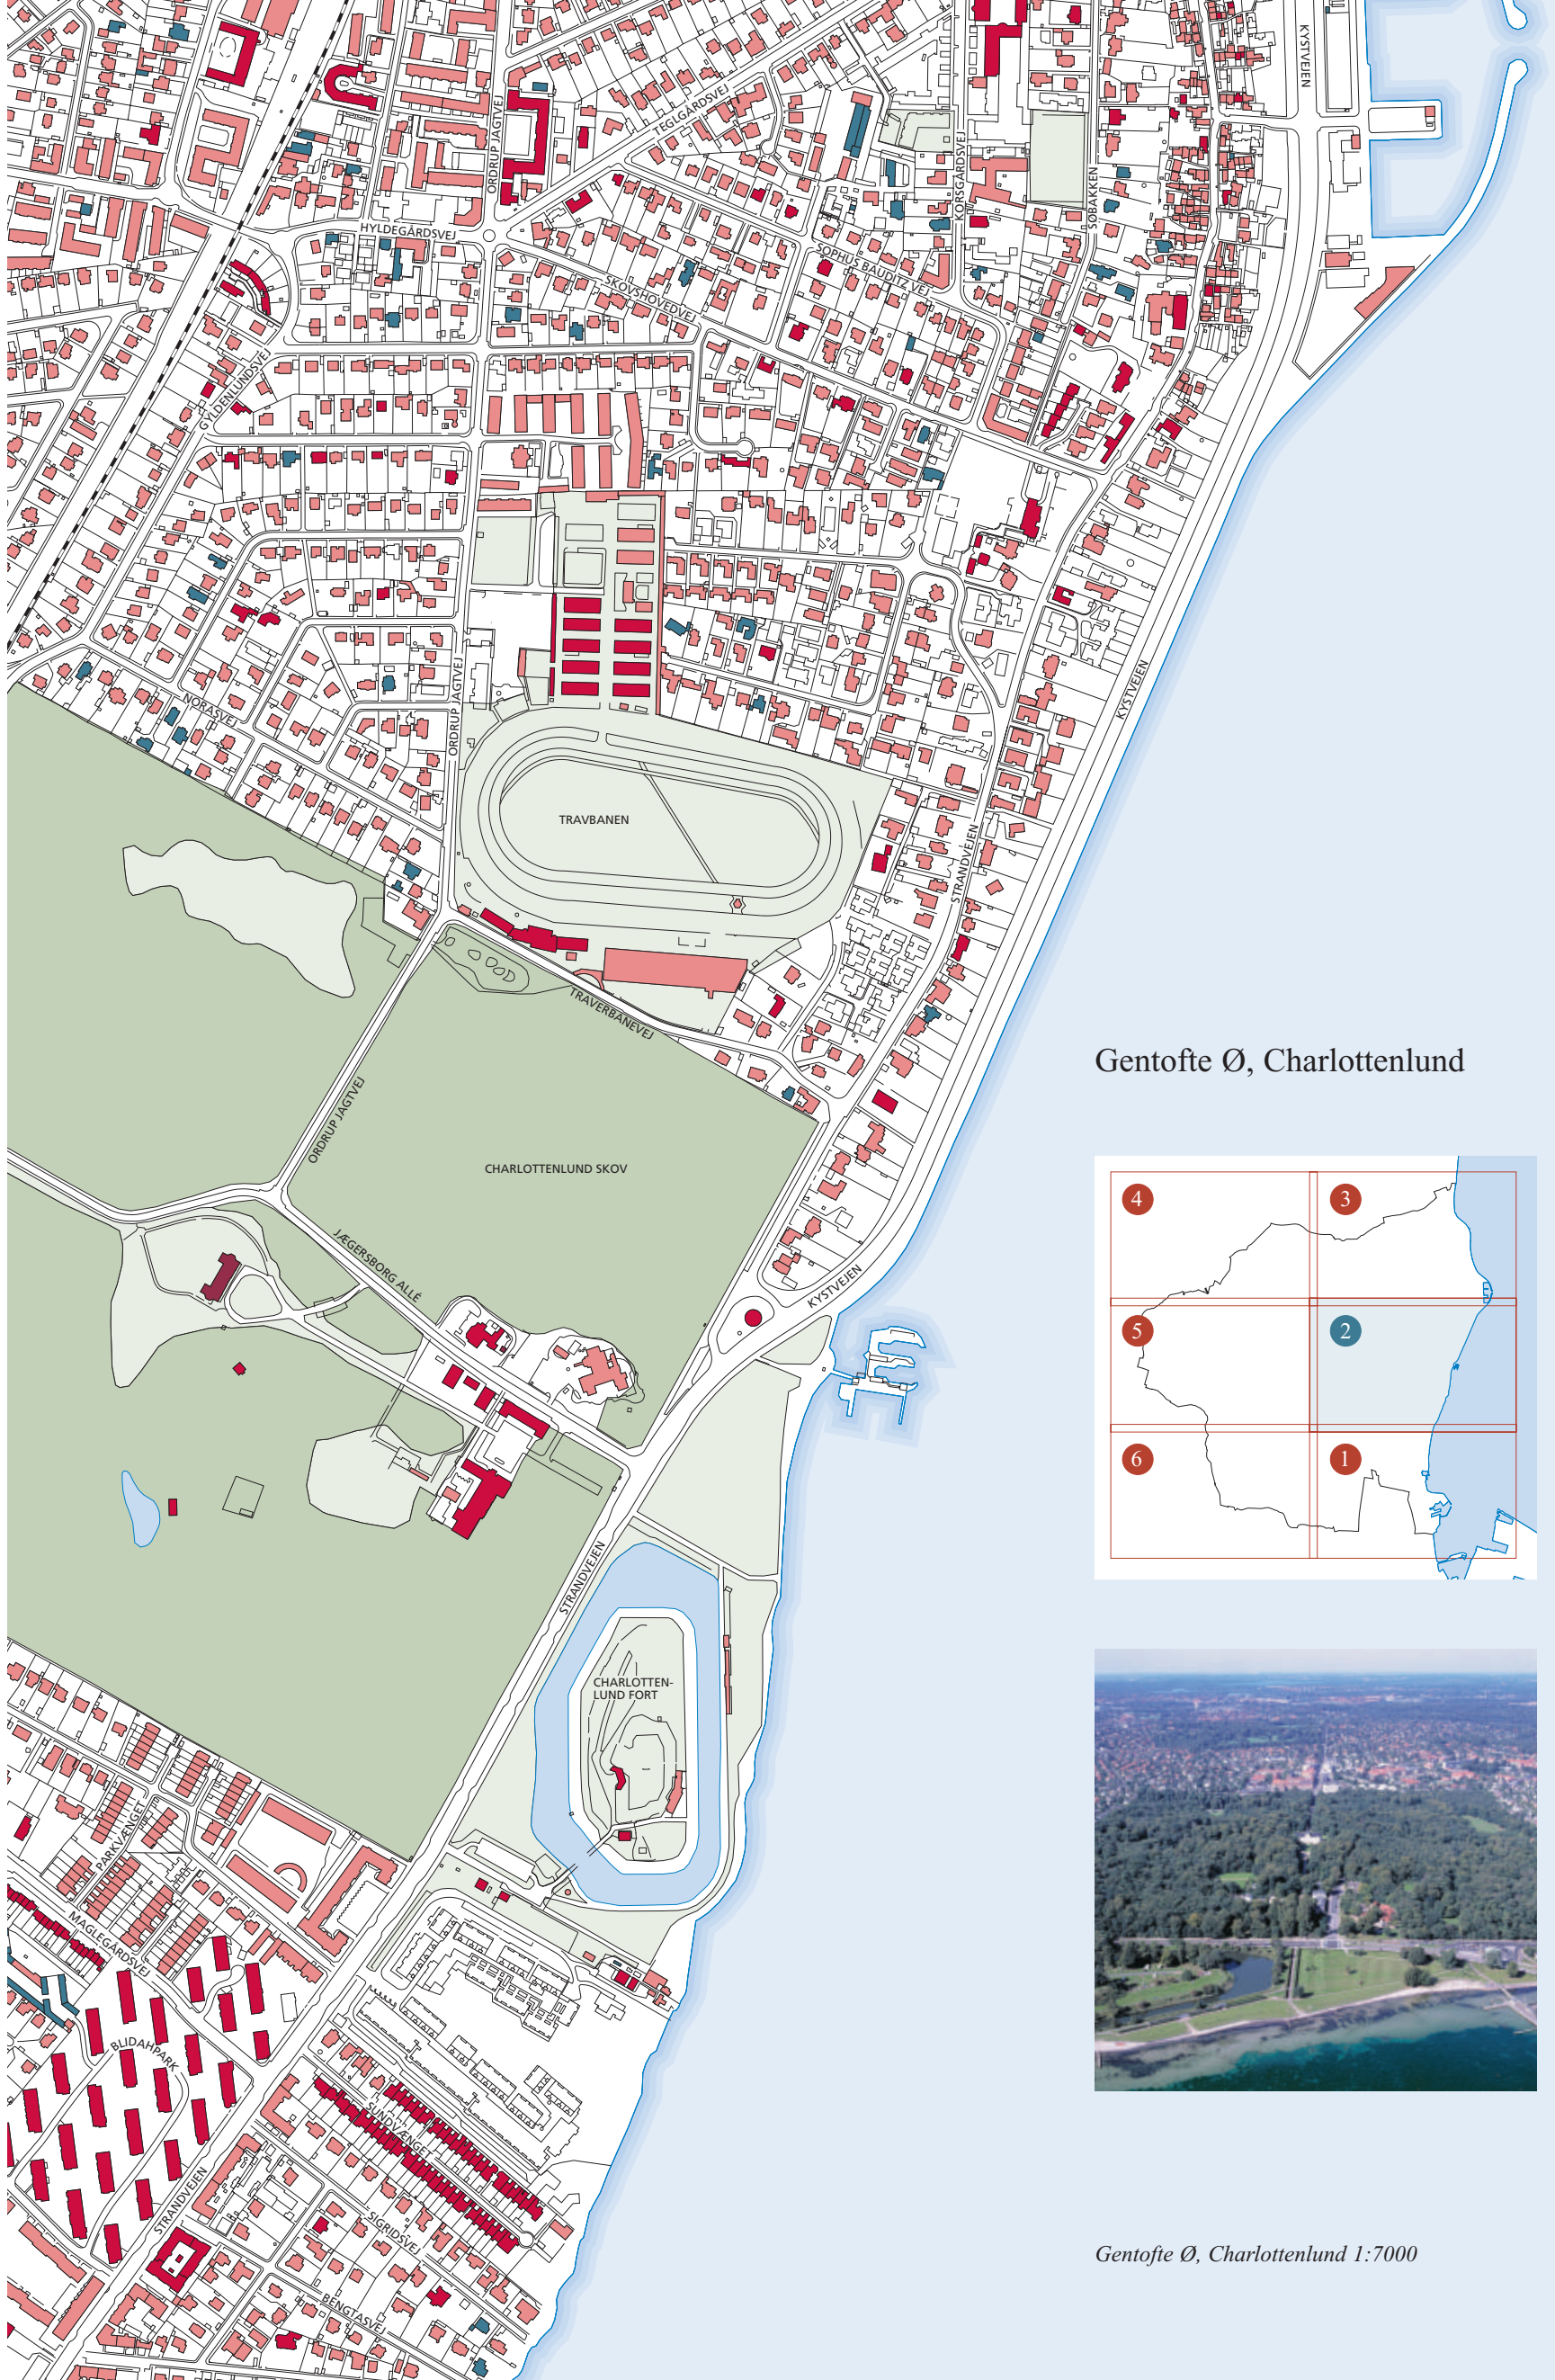 KYSTVEJEN
ORDRUP JAGTVEJ
TEGLGÅRDSVEJ
KORSGÅRDSVEJ
SØBAKKEN
HYLDEGÅRDSVEJ
SKOVSHOVEDVEJ
SOPHUS BAUDITZ VEJ
GYLDENLUNDSVEJ
NORASVEJ
ORDRUP JAGTVEJ
KYSTVEJEN
TRAVBANEN
STRANDVEJEN
TRAVERBANEVEJ
ORDRUP JAGTVEJ
CHARLOTTENLUND SKOV
JÆGERSBORG ALLÉ
KYSTVEJEN
STRANDVEJEN
CHARLOTTEN-
LUND FORT
PARKVÆNGET
MAGLEGÅRDSVEJ
BLIDAHPARK
SUNDVÆNGET
STRANDVEJEN
SIGRIDSVEJ
BENGTASVEJ
Gentofte Ø, Charlottenlund
4
3
5
2
6
1
Gentofte Ø, Charlottenlund 1:7000